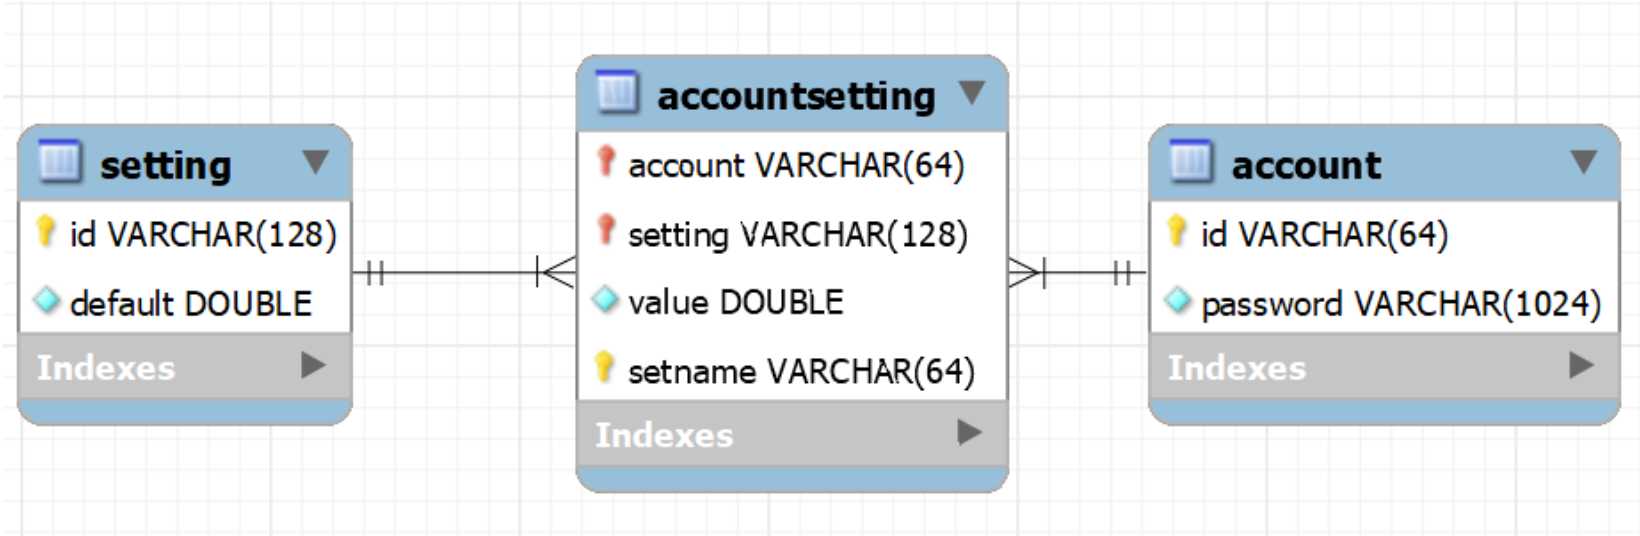 setting
id VARCHAR(128)
default DOUBLE
Indexes
accountsetting
account VARCHAR(64)
setting VARCHAR(128)
value DOUBLE
setname VARCHAR(64)
Indexes
account
id VARCHAR(64)
password VARCHAR(1024)
Indexes